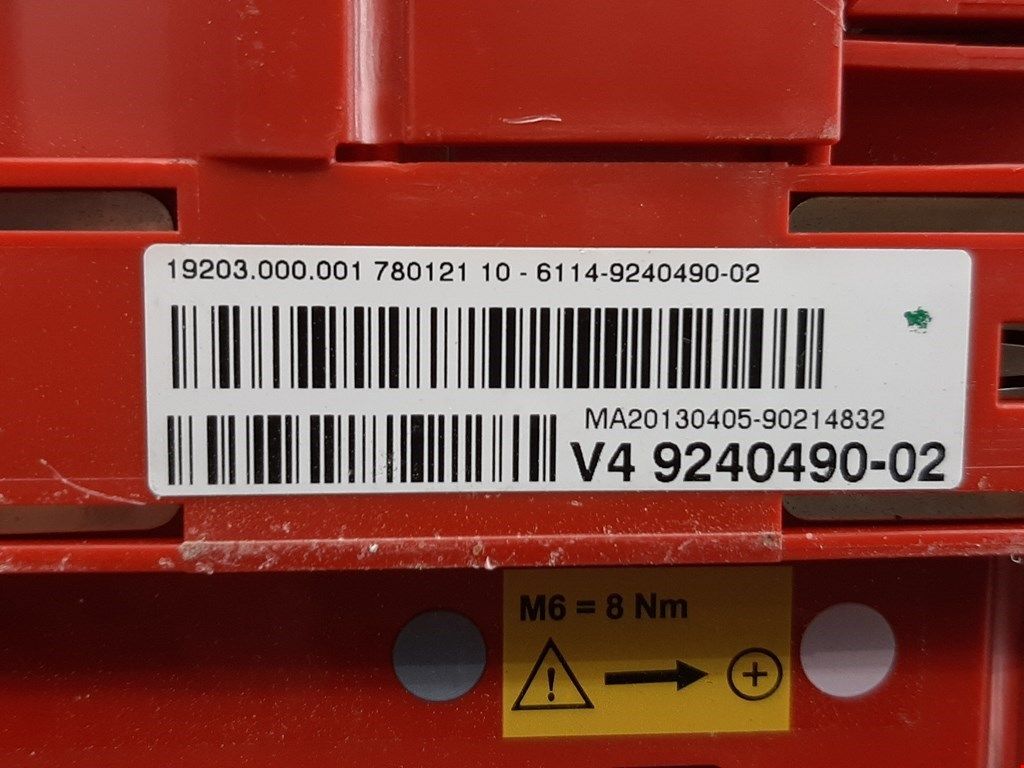 19203.000.001 780121 10 - 6114-9240490-02
MA20130405-90214832
V4 9240490-02
M6 = 8 Nm